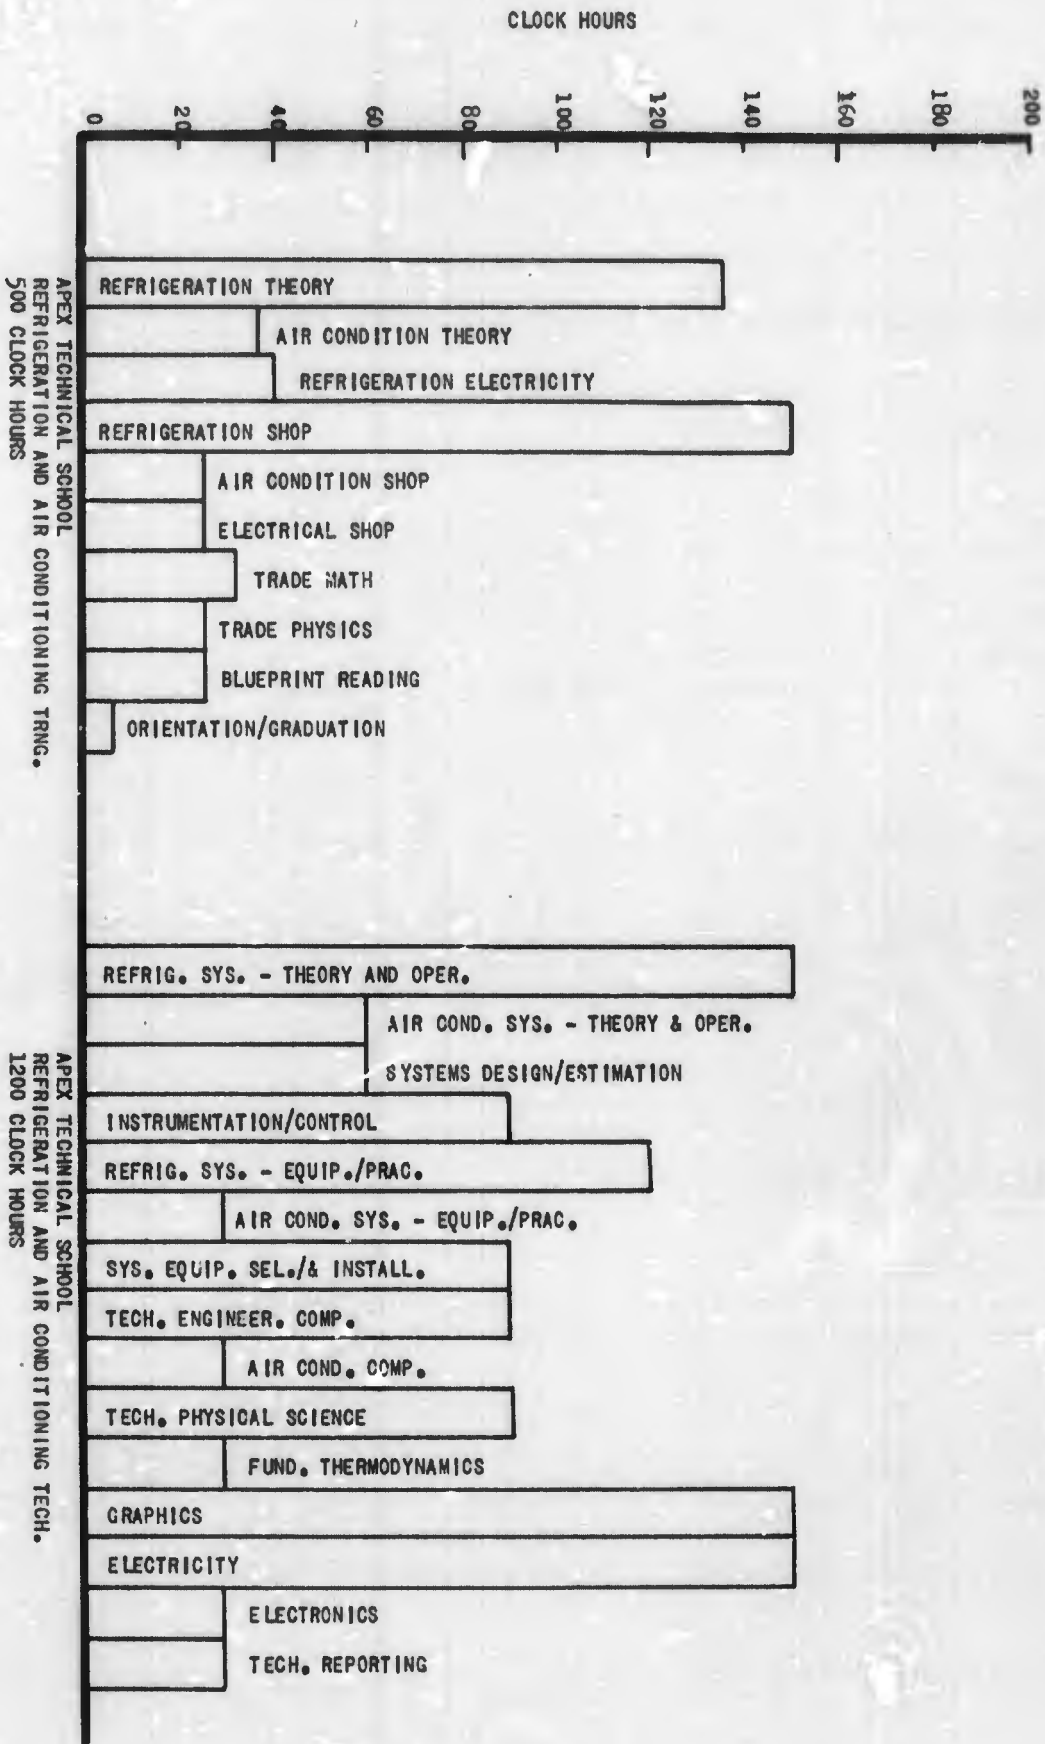 CLOCK HOURS
0
20
40
60
80
100
120
140
160
180
200
REFRIGERATION THEORY
AIR CONDITION THEORY
REFRIGERATION ELECTRICITY
REFRIGERATION SHOP
AIR CONDITION SHOP
ELECTRICAL SHOP
TRADE MATH
TRADE PHYSICS
BLUEPRINT READING
ORIENTATION/GRADUATION
APEX TECHNICAL SCHOOL
REFRIGERATION AND AIR CONDITIONING TRNG.
500 CLOCK HOURS
REFRIG. SYS. - THEORY AND OPER.
AIR COND. SYS. - THEORY & OPER.
SYSTEMS DESIGN/ESTIMATION
INSTRUMENTATION/CONTROL
REFRIG. SYS. - EQUIP./PRAC.
AIR COND. SYS. - EQUIP./PRAC.
SYS. EQUIP. SEL./& INSTALL.
TECH. ENGINEER. COMP.
AIR COND. COMP.
TECH. PHYSICAL SCIENCE
FUND. THERMODYNAMICS
GRAPHICS
ELECTRICITY
ELECTRONICS
TECH. REPORTING
APEX TECHNICAL SCHOOL
REFRIGERATION AND AIR CONDITIONING TECH.
1200 CLOCK HOURS